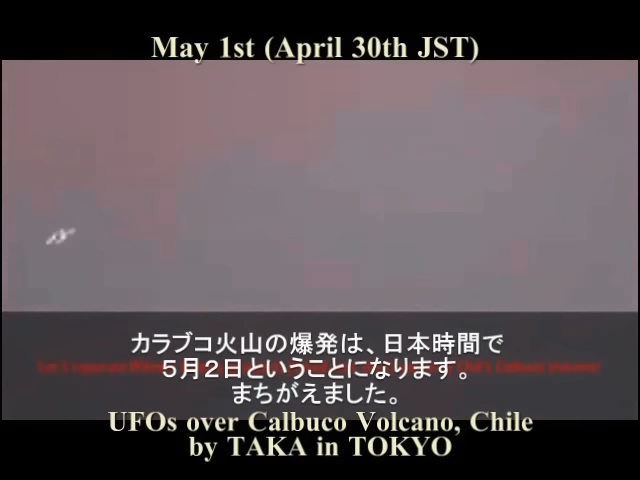 May 1st (April 30th JST)
カラブコ火山の爆発は、日本時間で
５月２日ということになります。
まちがえました。
UFOs over Calbuco Volcano, Chile
by TAKA in TOKYO